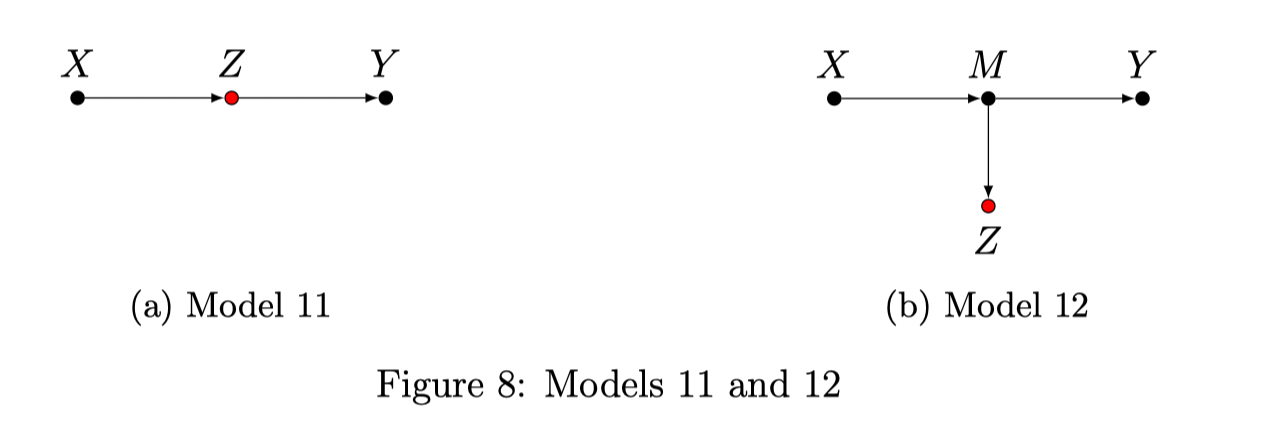 X Z Y
X M Y
Z
(a) Model 11
(b) Model 12
Figure 8: Models 11 and 12